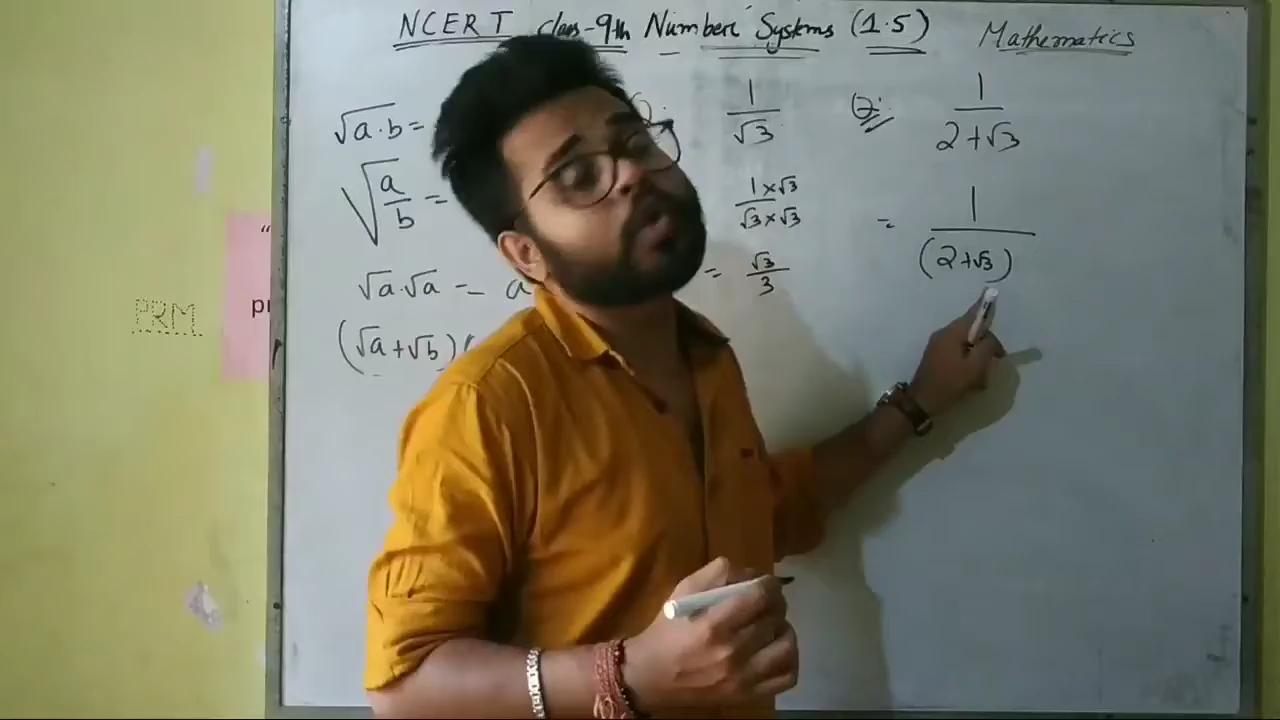 NCERT Class-9th Number Systems (1.5) Mathematics
√a·b =
√a/b =
√a·√a = a
(√a+√b)(
1/√3
1×√3/√3×√3
= √3/3
Q: 1/2+√3
= 1/(2+√3)
"
PRM
p